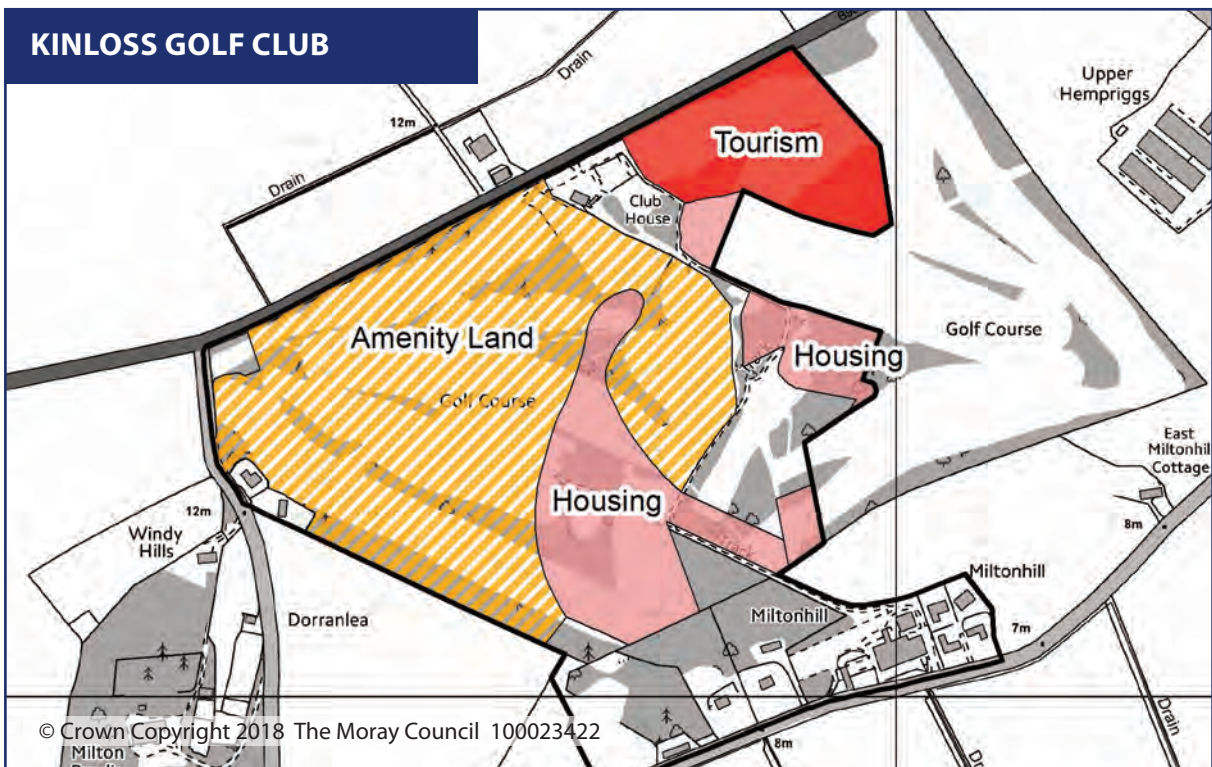 KINLOSS GOLF CLUB
Drain
12m
Drain
Upper
Hempriggs
Tourism
Club
House
Amenity Land
Golf Course
Housing
Golf Course
Housing
East
Miltonhill
Cottage
12m
Windy
Hills
8m
Track
Miltonhill
Miltonhill
Dorranlea
7m
Drain
© Crown Copyright 2018 The Moray Council 100023422
Milton
8m